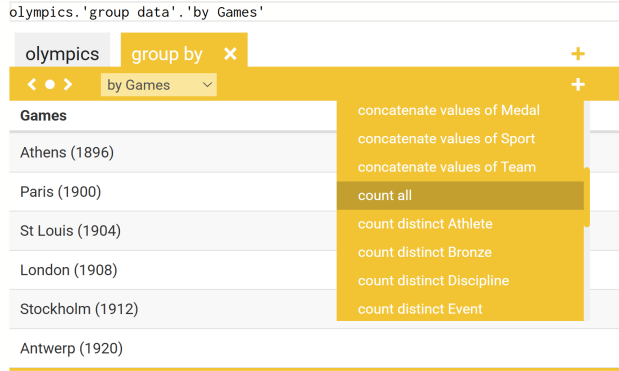 olympics.'group data'.'by Games'
olympics
group by ×
+
by Games
+
Games
Athens (1896)
Paris (1900)
St Louis (1904)
London (1908)
Stockholm (1912)
Antwerp (1920)
concatenate values of Medal
concatenate values of Sport
concatenate values of Team
count all
count distinct Athlete
count distinct Bronze
count distinct Discipline
count distinct Event